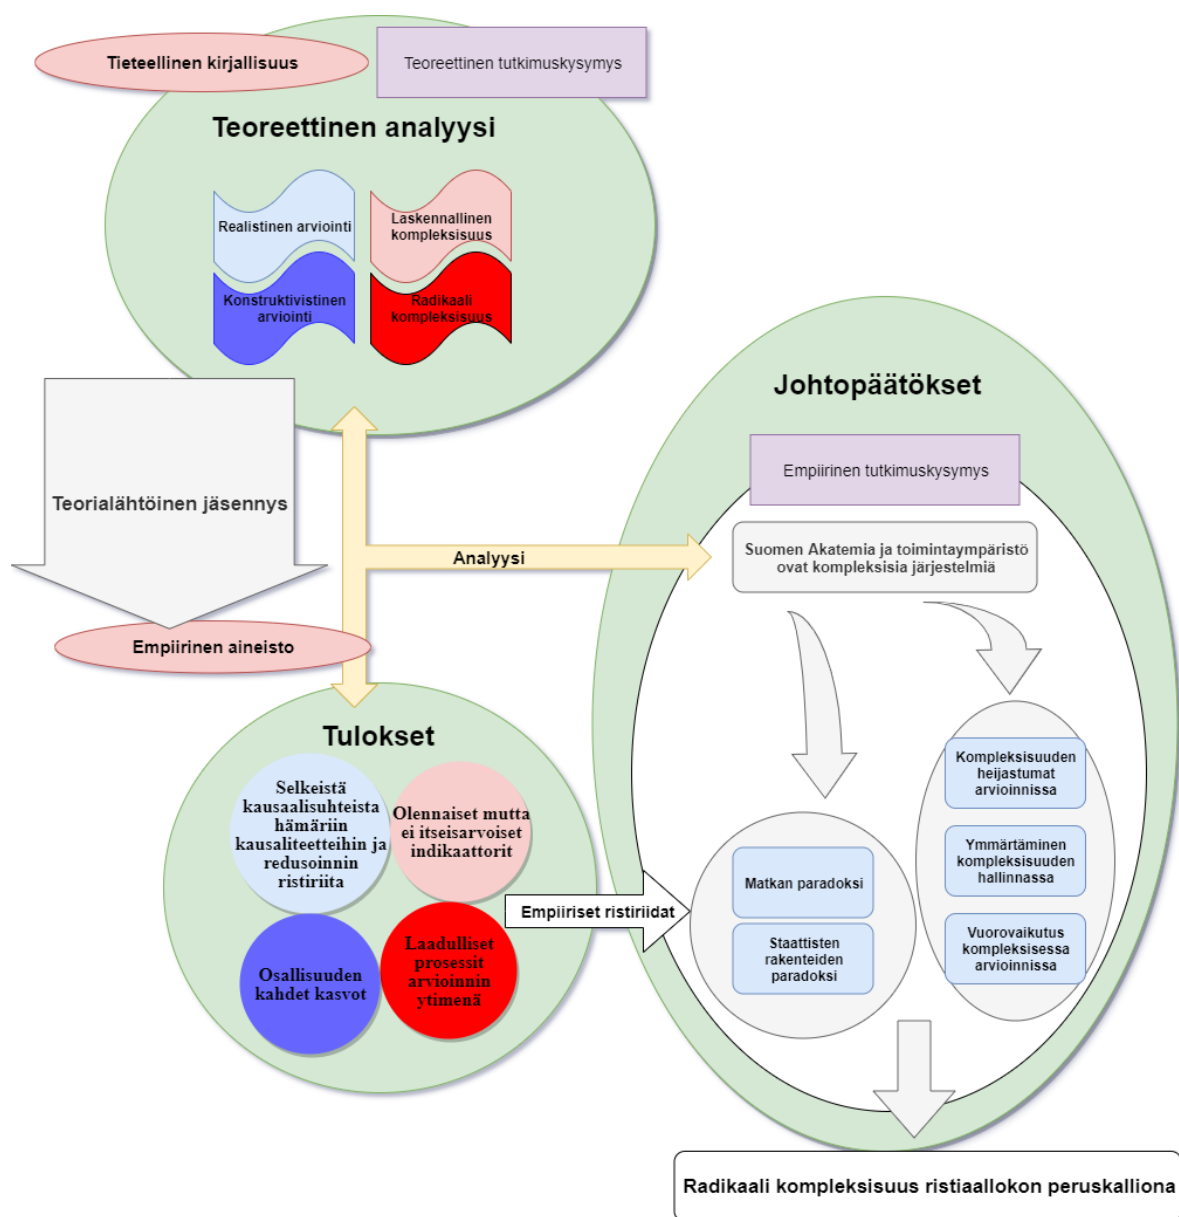 Tieteellinen kirjallisuus
Teoreettinen tutkimuskysymys
Teoreettinen analyysi
Realistinen arviointi
Laskennallinen
kompleksisuus
Konstruktivistinen
arviointi
Radikaali
kompleksisuus
Teorialähtöinen jäsennys
Empiirinen aineisto
Analyysi
Tulokset
Selkeistä
kausaalisuhteista
hämäriin
kausaliteetteihin ja
redusoinnin
ristiriita
Olennaiset mutta
ei itseisarvoiset
indikaattorit
Osallisuuden
kahdet kasvot
Laadulliset
prosessit
arvioinnin
ytimenä
Empiiriset ristiriidat
Johtopäätökset
Empiirinen tutkimuskysymys
Suomen Akatemia ja toimintaympäristö
ovat kompleksisia järjestelmiä
Matkan paradoksi
Staattisten
rakenteiden
paradoksi
Kompleksisuuden
heijastumat
arvioinnissa
Ymmärtäminen
kompleksisuuden
hallinnassa
Vuorovaikutus
kompleksisessa
arvioinnissa
Radikaali kompleksisuus ristiaallokon peruskalliona